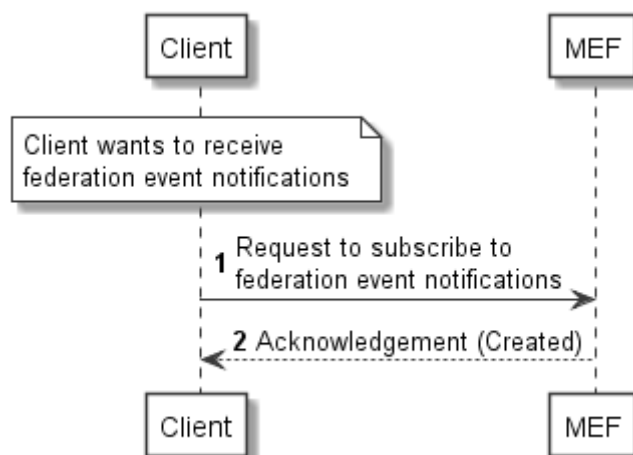 Client
MEF
Client wants to receive
federation event notifications
1 Request to subscribe to
federation event notifications
2 Acknowledgement (Created)
Client
MEF